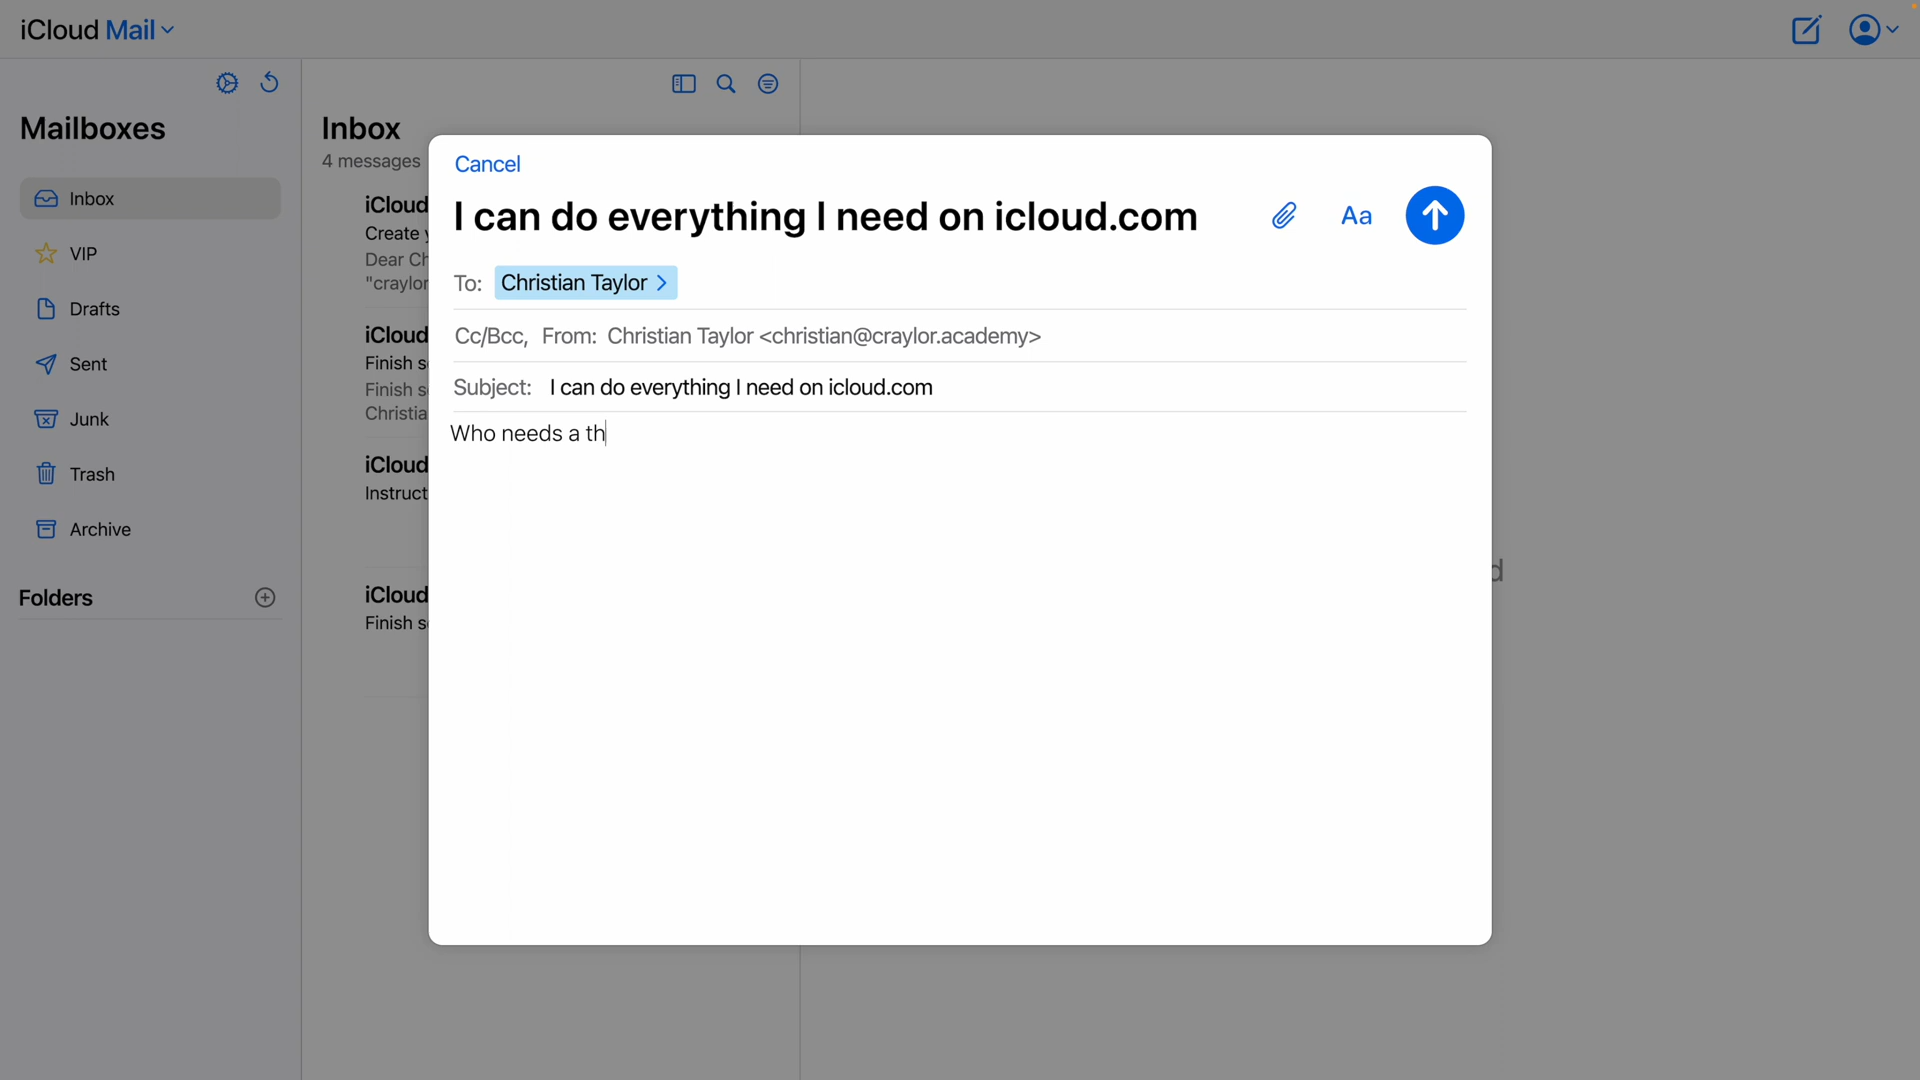 iCloud Mail
Mailboxes
Inbox
VIP
Drafts
Sent
Junk
Trash
Archive
Folders
Inbox
4 messages
iCloud
Create
Dear Ch
"craylor
iCloud
Finish s
Finish s
Christia
iCloud
Instruct
iCloud
Finish s
Cancel
I can do everything I need on icloud.com
Aa
To: Christian Taylor
Cc/Bcc, From: Christian Taylor <christian@craylor.academy>
Subject: I can do everything I need on icloud.com
Who needs a th
d